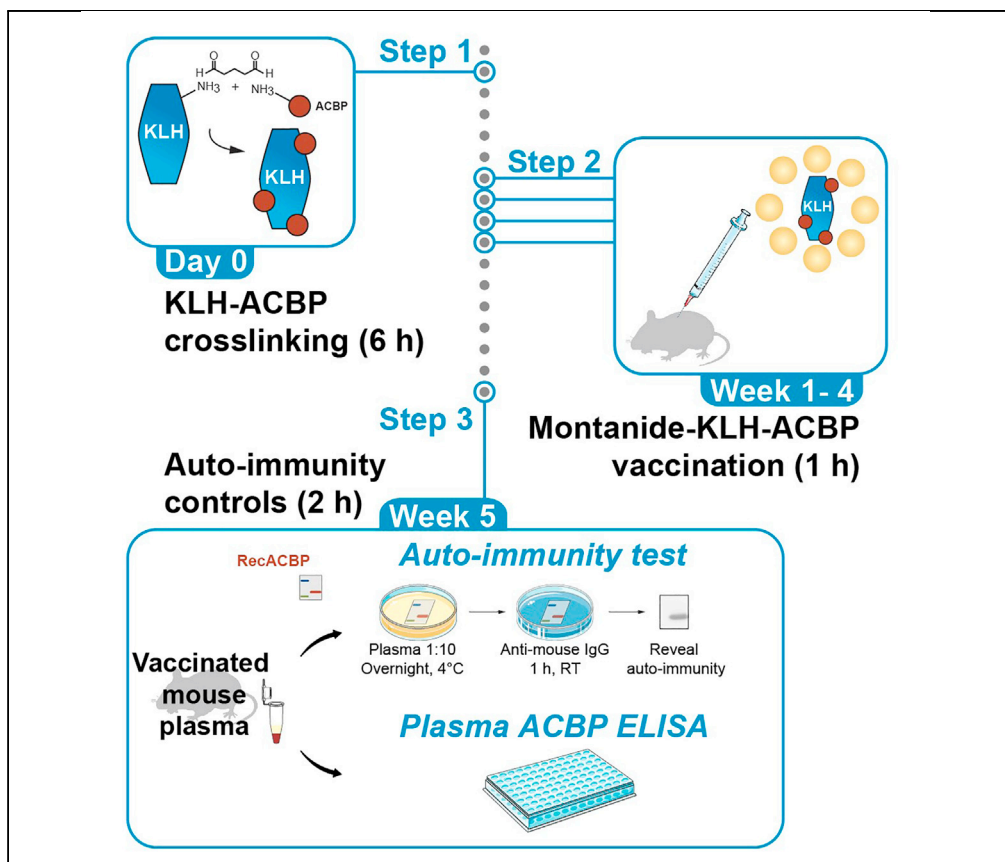 Step 1
O O
H H
NH3 + NH3
ACBP
KLH
KLH
Day 0
KLH-ACBP
crosslinking (6 h)
Step 2
KLH
Week 1- 4
Montanide-KLH-ACBP
vaccination (1 h)
Step 3
Auto-immunity
controls (2 h)
Week 5
RecACBP
Auto-immunity test
Plasma 1:10
Overnight, 4°C
Anti-mouse IgG
1 h, RT
Reveal
auto-immunity
Vaccinated
mouse
plasma
Plasma ACBP ELISA